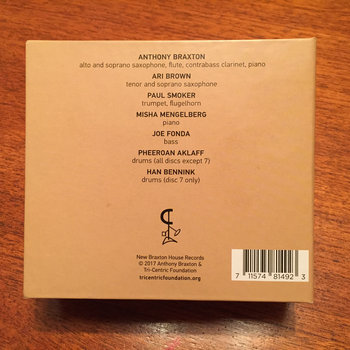 ANTHONY BRAXTON
alto and soprano saxophone, flute, contrabass clarinet, piano
ARI BROWN
tenor and soprano saxophone
PAUL SMOKER
trumpet, flugelhorn
MISHA MENGELBERG
piano
JOE FONDA
bass
PHEEROAN AKLAFF
drums (all discs except 7)
HAN BENNINK
drums (disc 7 only)
New Braxton House Records
© 2017 Anthony Braxton &
Tri-Centric Foundation
tricentricfoundation.org
7 11574 81492 3